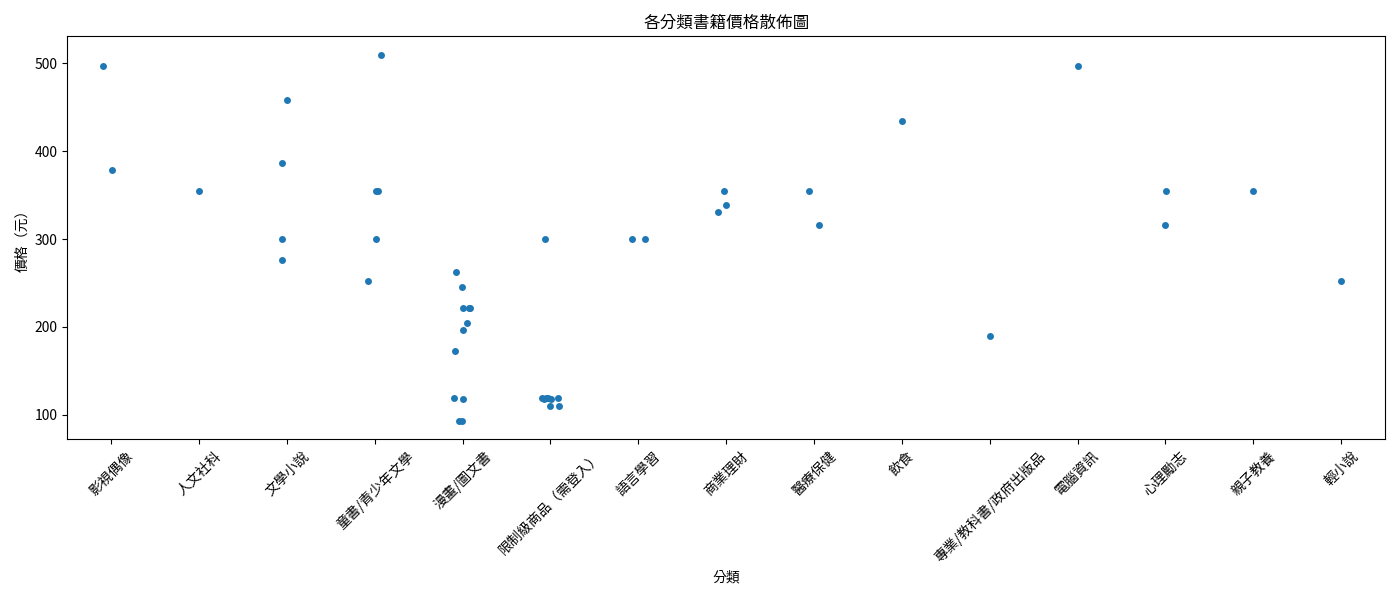 各分類書籍價格散佈圖
價格（元）
500
400
300
200
100
影視偶像
人文社科
文學小說
童書/青少年文學
漫畫/圖文書
限制級商品（需登入）
語言學習
商業理財
醫療保健
飲食
專業/教科書/政府出版品
電腦資訊
心理勵志
親子教養
輕小說
分類